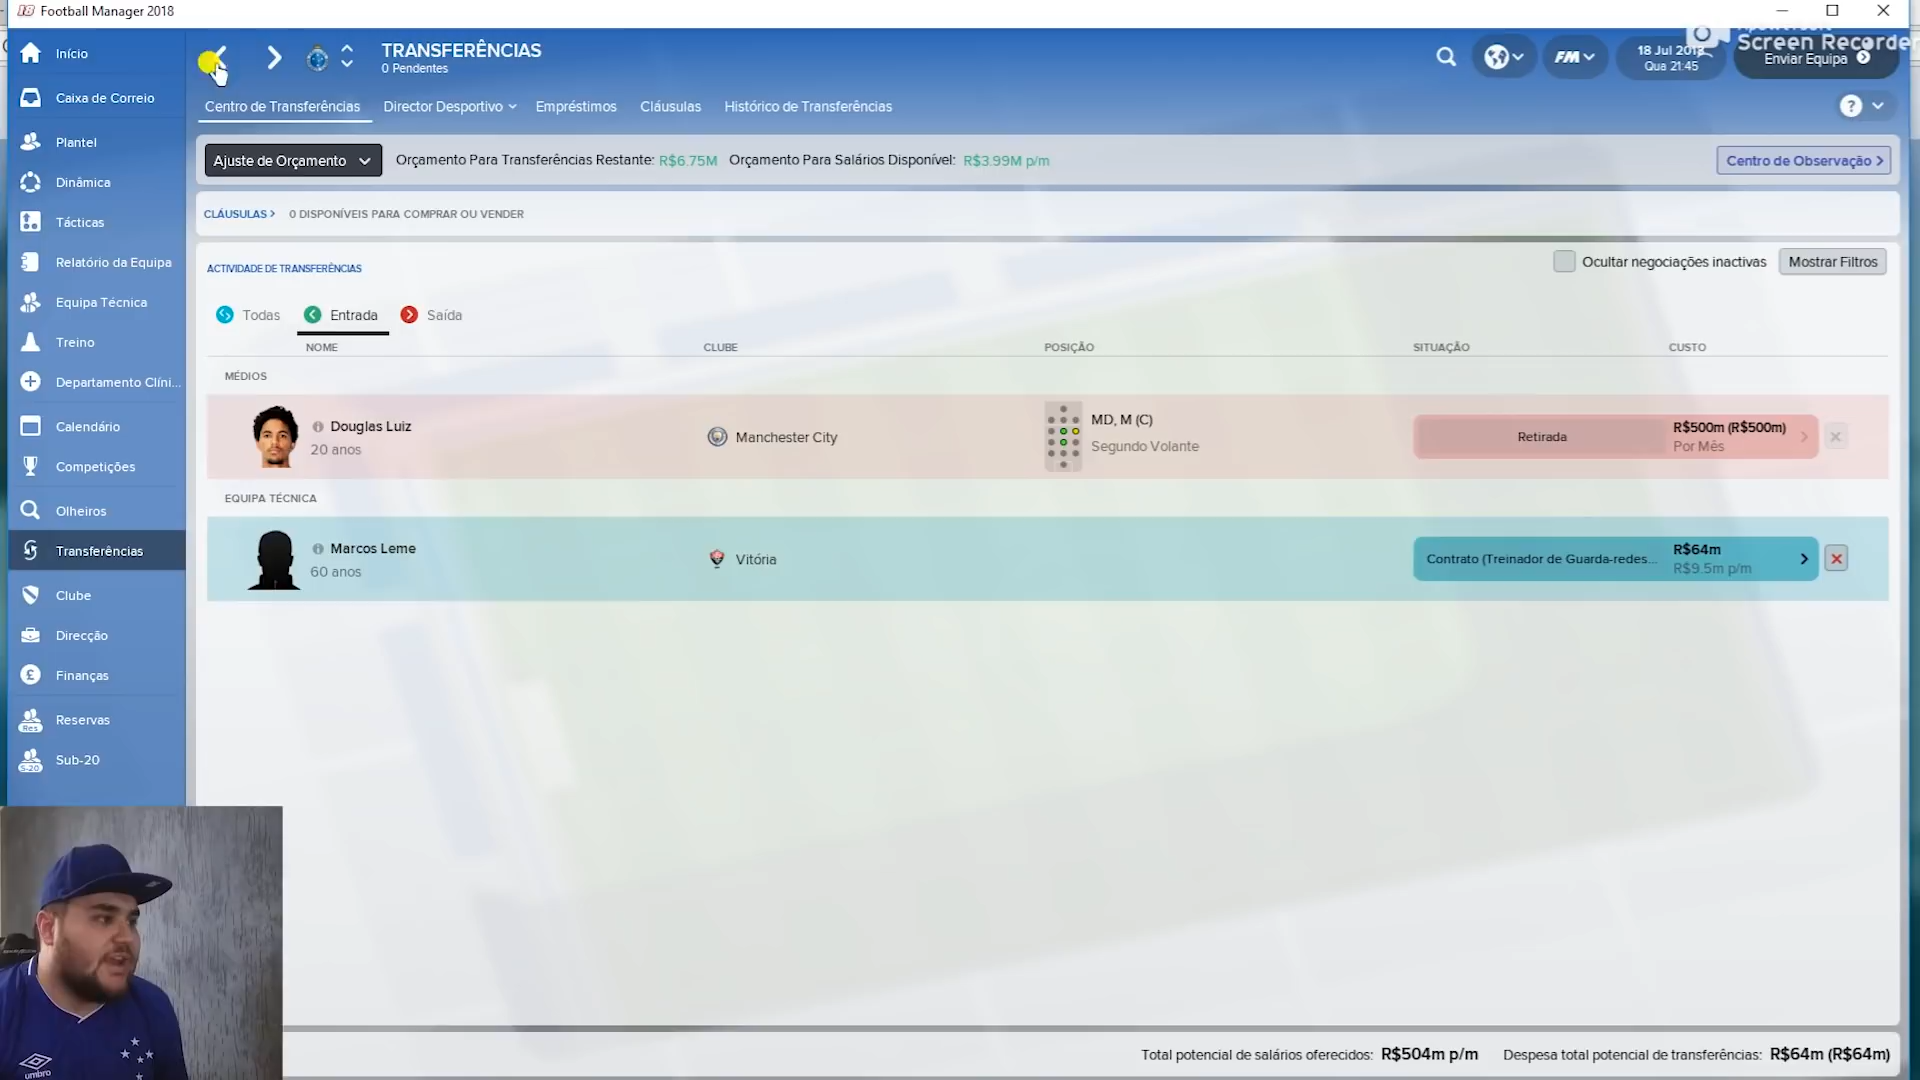 Football Manager 2018
Screen Recorder
Início
Caixa de Correio
Plantel
Dinâmica
Tácticas
Relatório da Equipa
Equipa Técnica
Treino
Departamento Clíni...
Calendário
Competições
Olheiros
Transferências
Clube
Direcção
Finanças
Reservas
Sub-20
TRANSFERÊNCIAS
0 Pendentes
FM
18 Jul 2018
Qua 21:45
Enviar Equipa
Centro de Transferências
Director Desportivo
Empréstimos
Cláusulas
Histórico de Transferências
?
Ajuste de Orçamento
Orçamento Para Transferências Restante: R$6.75M
Orçamento Para Salários Disponível: R$3.99M p/m
Centro de Observação >
CLÁUSULAS >
0 DISPONÍVEIS PARA COMPRAR OU VENDER
ACTIVIDADE DE TRANSFERÊNCIAS
Ocultar negociações inactivas
Mostrar Filtros
Todas
Entrada
Saída
NOME
CLUBE
POSIÇÃO
SITUAÇÃO
CUSTO
MÉDIOS
Douglas Luiz
20 anos
Manchester City
MD, M (C)
Segundo Volante
Retirada
R$500m (R$500m)
Por Mês
EQUIPA TÉCNICA
Marcos Leme
60 anos
Vitória
Contrato (Treinador de Guarda-redes...
R$64m
R$9.5m p/m
Total potencial de salários oferecidos: R$504m p/m
Despesa total potencial de transferências: R$64m (R$64m)
umbro